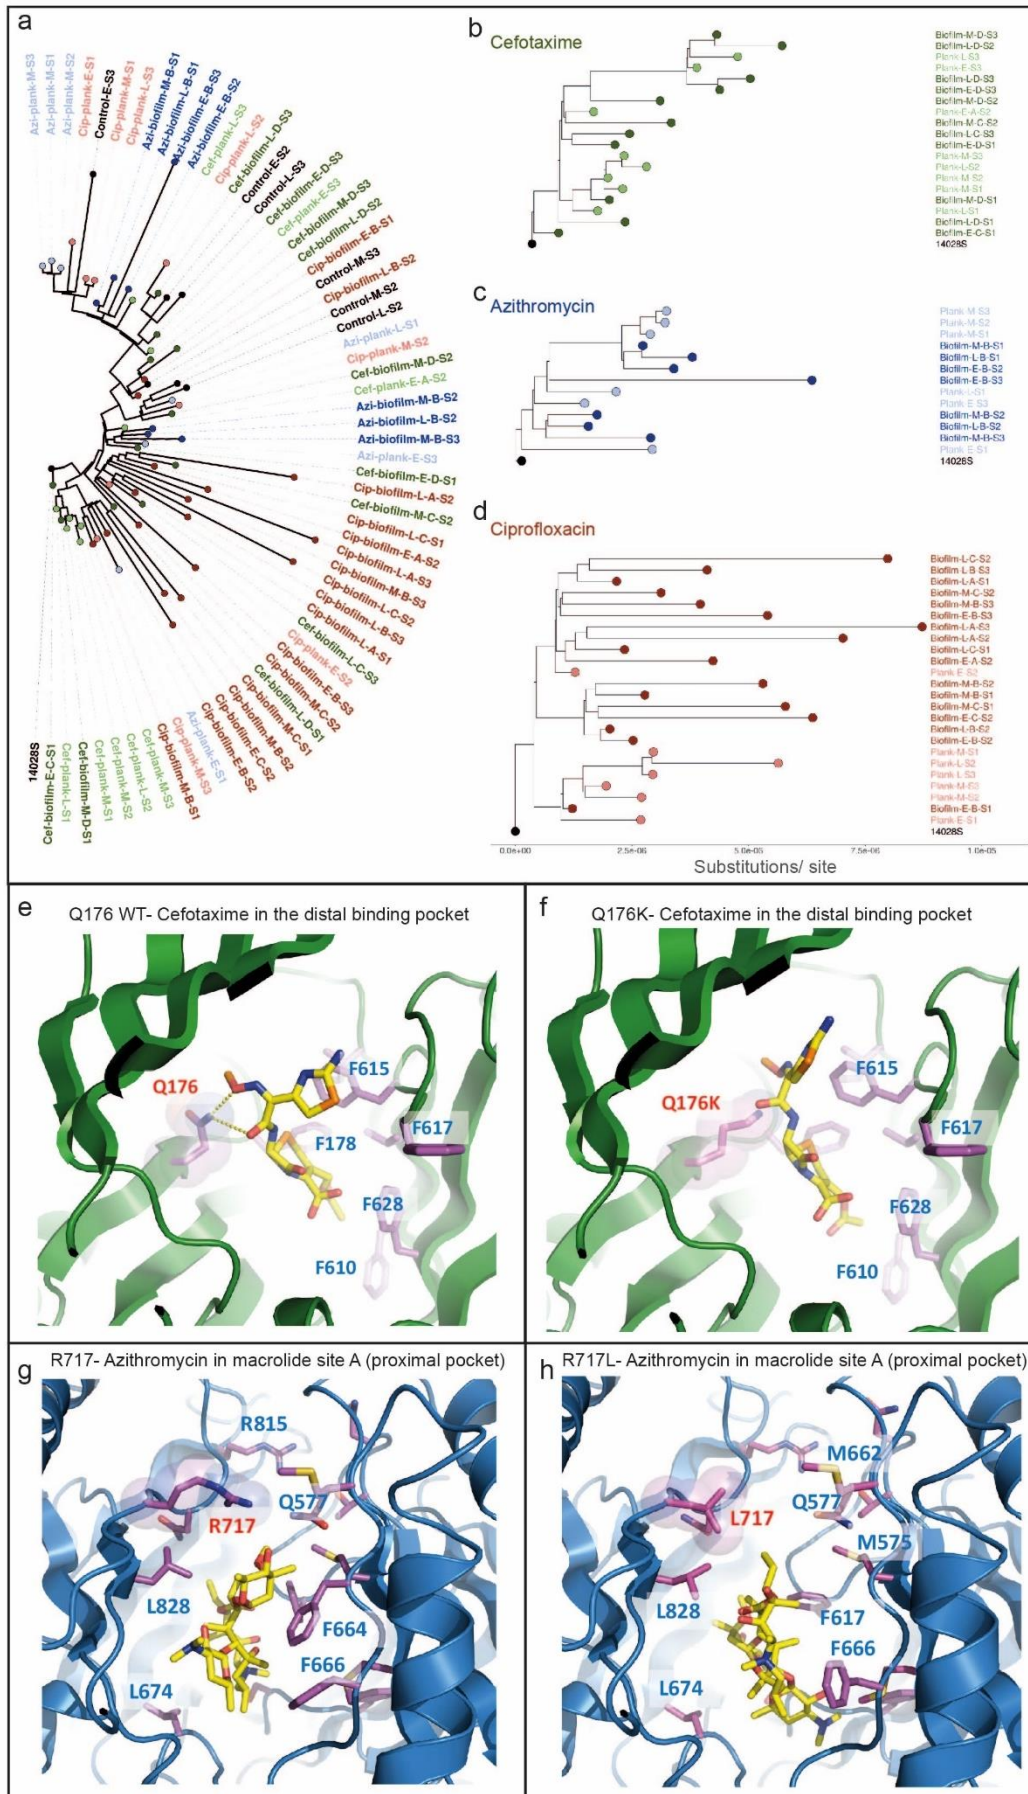 a
Azi-plank-M-S3
Azi-plank-M-S1
Azi-plank-M-S2
Cip-plank-E-S1
Control-E-S3
Cip-plank-M-S1
Cip-plank-L-S3
Azi-biofilm-M-B-S1
Azi-biofilm-L-B-S1
Azi-biofilm-E-B-S3
Azi-biofilm-E-B-S2
Cef-plank-L-S3
Cip-plank-L-S2
Cef-biofilm-L-D-S3
Control-E-S2
Control-L-S3
Cef-biofilm-E-D-S3
Cef-plank-E-S3
Cef-biofilm-M-D-S3
Cef-biofilm-L-D-S2
Cip-biofilm-E-B-S1
Control-M-S3
Cip-biofilm-L-B-S2
Control-M-S2
Control-L-S2
Azi-plank-L-S1
Cip-plank-M-S2
Cef-biofilm-M-D-S2
Cef-plank-E-A-S2
Azi-biofilm-M-B-S2
Azi-biofilm-L-B-S2
Azi-biofilm-M-B-S3
Azi-plank-E-S3
Cef-biofilm-E-D-S1
Cip-biofilm-L-A-S2
Cef-biofilm-M-C-S2
Cip-biofilm-L-C-S1
Cip-biofilm-E-A-S2
Cip-biofilm-L-A-S3
Cip-biofilm-M-B-S3
Cip-biofilm-L-C-S2
Cip-biofilm-L-B-S3
Cip-biofilm-L-A-S1
Cef-biofilm-L-C-S3
Cip-plank-E-S2
Cip-biofilm-E-B-S3
Cip-biofilm-M-C-S2
Cef-biofilm-L-D-S1
Cip-biofilm-M-C-S1
Cip-biofilm-M-B-S2
Cip-biofilm-E-C-S2
Cip-biofilm-E-B-S2
Azi-plank-E-S1
Cip-plank-M-S3
Cip-biofilm-M-B-S1
Cef-plank-M-S3
Cef-plank-L-S2
Cef-plank-M-S2
Cef-plank-M-S1
Cef-biofilm-M-D-S1
Cef-plank-L-S1
Cef-biofilm-E-C-S1
14028S
b
Cefotaxime
Biofilm-M-D-S3
Biofilm-L-D-S2
Plank-L-S3
Plank-E-S3
Biofilm-L-D-S3
Biofilm-E-D-S3
Biofilm-M-D-S2
Plank-E-A-S2
Biofilm-M-C-S2
Biofilm-L-C-S3
Biofilm-E-D-S1
Plank-M-S3
Plank-L-S2
Plank-M-S2
Plank-M-S1
Biofilm-M-D-S1
Plank-L-S1
Biofilm-L-D-S1
Biofilm-E-C-S1
14028S
c
Azithromycin
Plank-M-S3
Plank-M-S2
Plank-M-S1
Biofilm-M-B-S1
Biofilm-L-B-S1
Biofilm-E-B-S2
Biofilm-E-B-S3
Plank-L-S1
Plank-E-S3
Biofilm-M-B-S2
Biofilm-L-B-S2
Biofilm-M-B-S3
Plank-E-S1
14028S
d
Ciprofloxacin
Biofilm-L-C-S2
Biofilm-L-B-S3
Biofilm-L-A-S1
Biofilm-M-C-S2
Biofilm-M-B-S3
Biofilm-E-B-S3
Biofilm-L-A-S3
Biofilm-L-A-S2
Biofilm-L-C-S1
Biofilm-E-A-S2
Plank-E-S2
Biofilm-M-B-S2
Biofilm-M-B-S1
Biofilm-M-C-S1
Biofilm-E-C-S2
Biofilm-L-B-S2
Biofilm-E-B-S2
Plank-M-S1
Plank-L-S2
Plank-L-S3
Plank-M-S3
Plank-M-S2
Biofilm-E-B-S1
Plank-E-S1
14028S
0.0e+00 2.5e-06 5.0e-06 7.5e-06 1.0e-05
Substitutions/ site
e
Q176 WT- Cefotaxime in the distal binding pocket
Q176
F615
F178
F617
F628
F610
f
Q176K- Cefotaxime in the distal binding pocket
Q176K
F615
F617
F628
F610
g
R717- Azithromycin in macrolide site A (proximal pocket)
R815
Q577
R717
L828
F664
F666
L674
h
R717L- Azithromycin in macrolide site A (proximal pocket)
M662
Q577
L717
M575
L828
F617
F666
L674